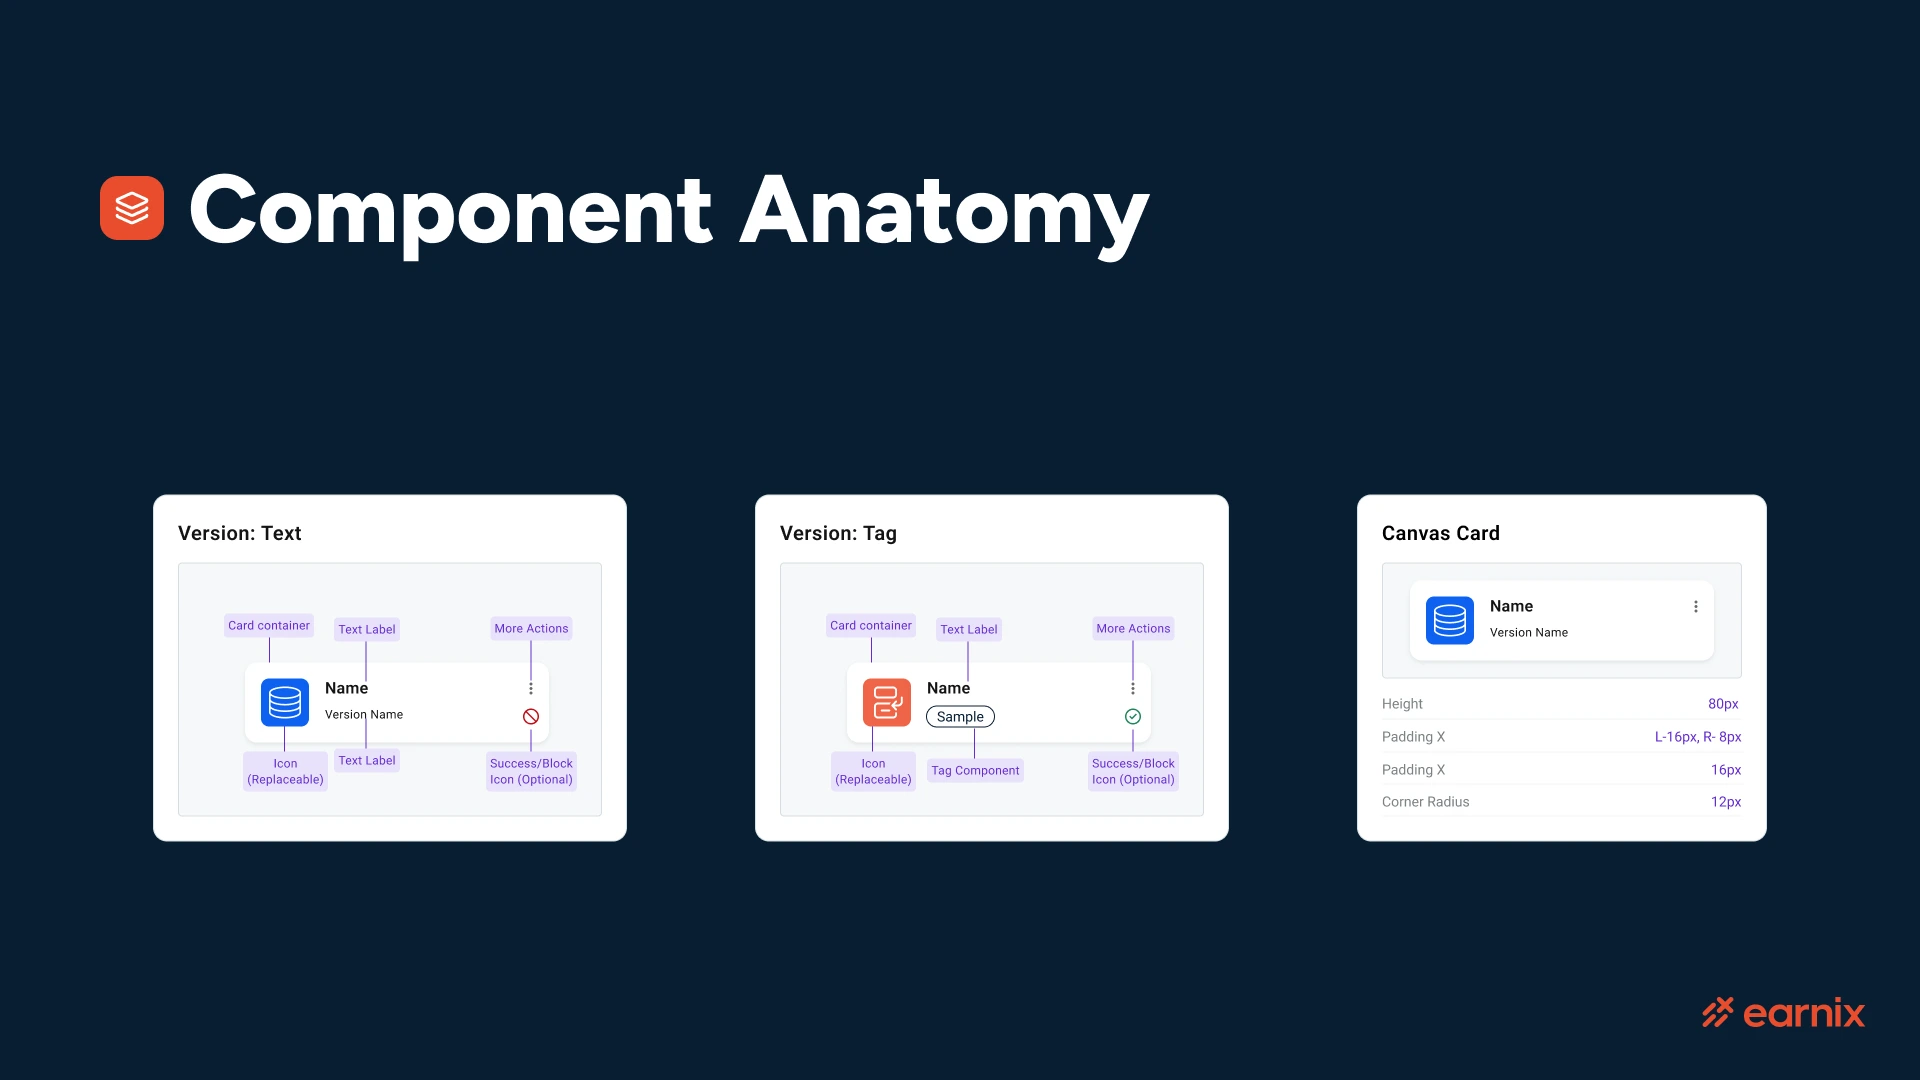 Component Anatomy
Version: Text
Card container
Text Label
More Actions
Name
Version Name
Icon
(Replaceable)
Text Label
Success/Block
Icon (Optional)
Version: Tag
Card container
Text Label
More Actions
Name
Sample
Icon
(Replaceable)
Tag Component
Success/Block
Icon (Optional)
Canvas Card
Name
Version Name
Height 80px
Padding X L-16px, R- 8px
Padding X 16px
Corner Radius 12px
earnix